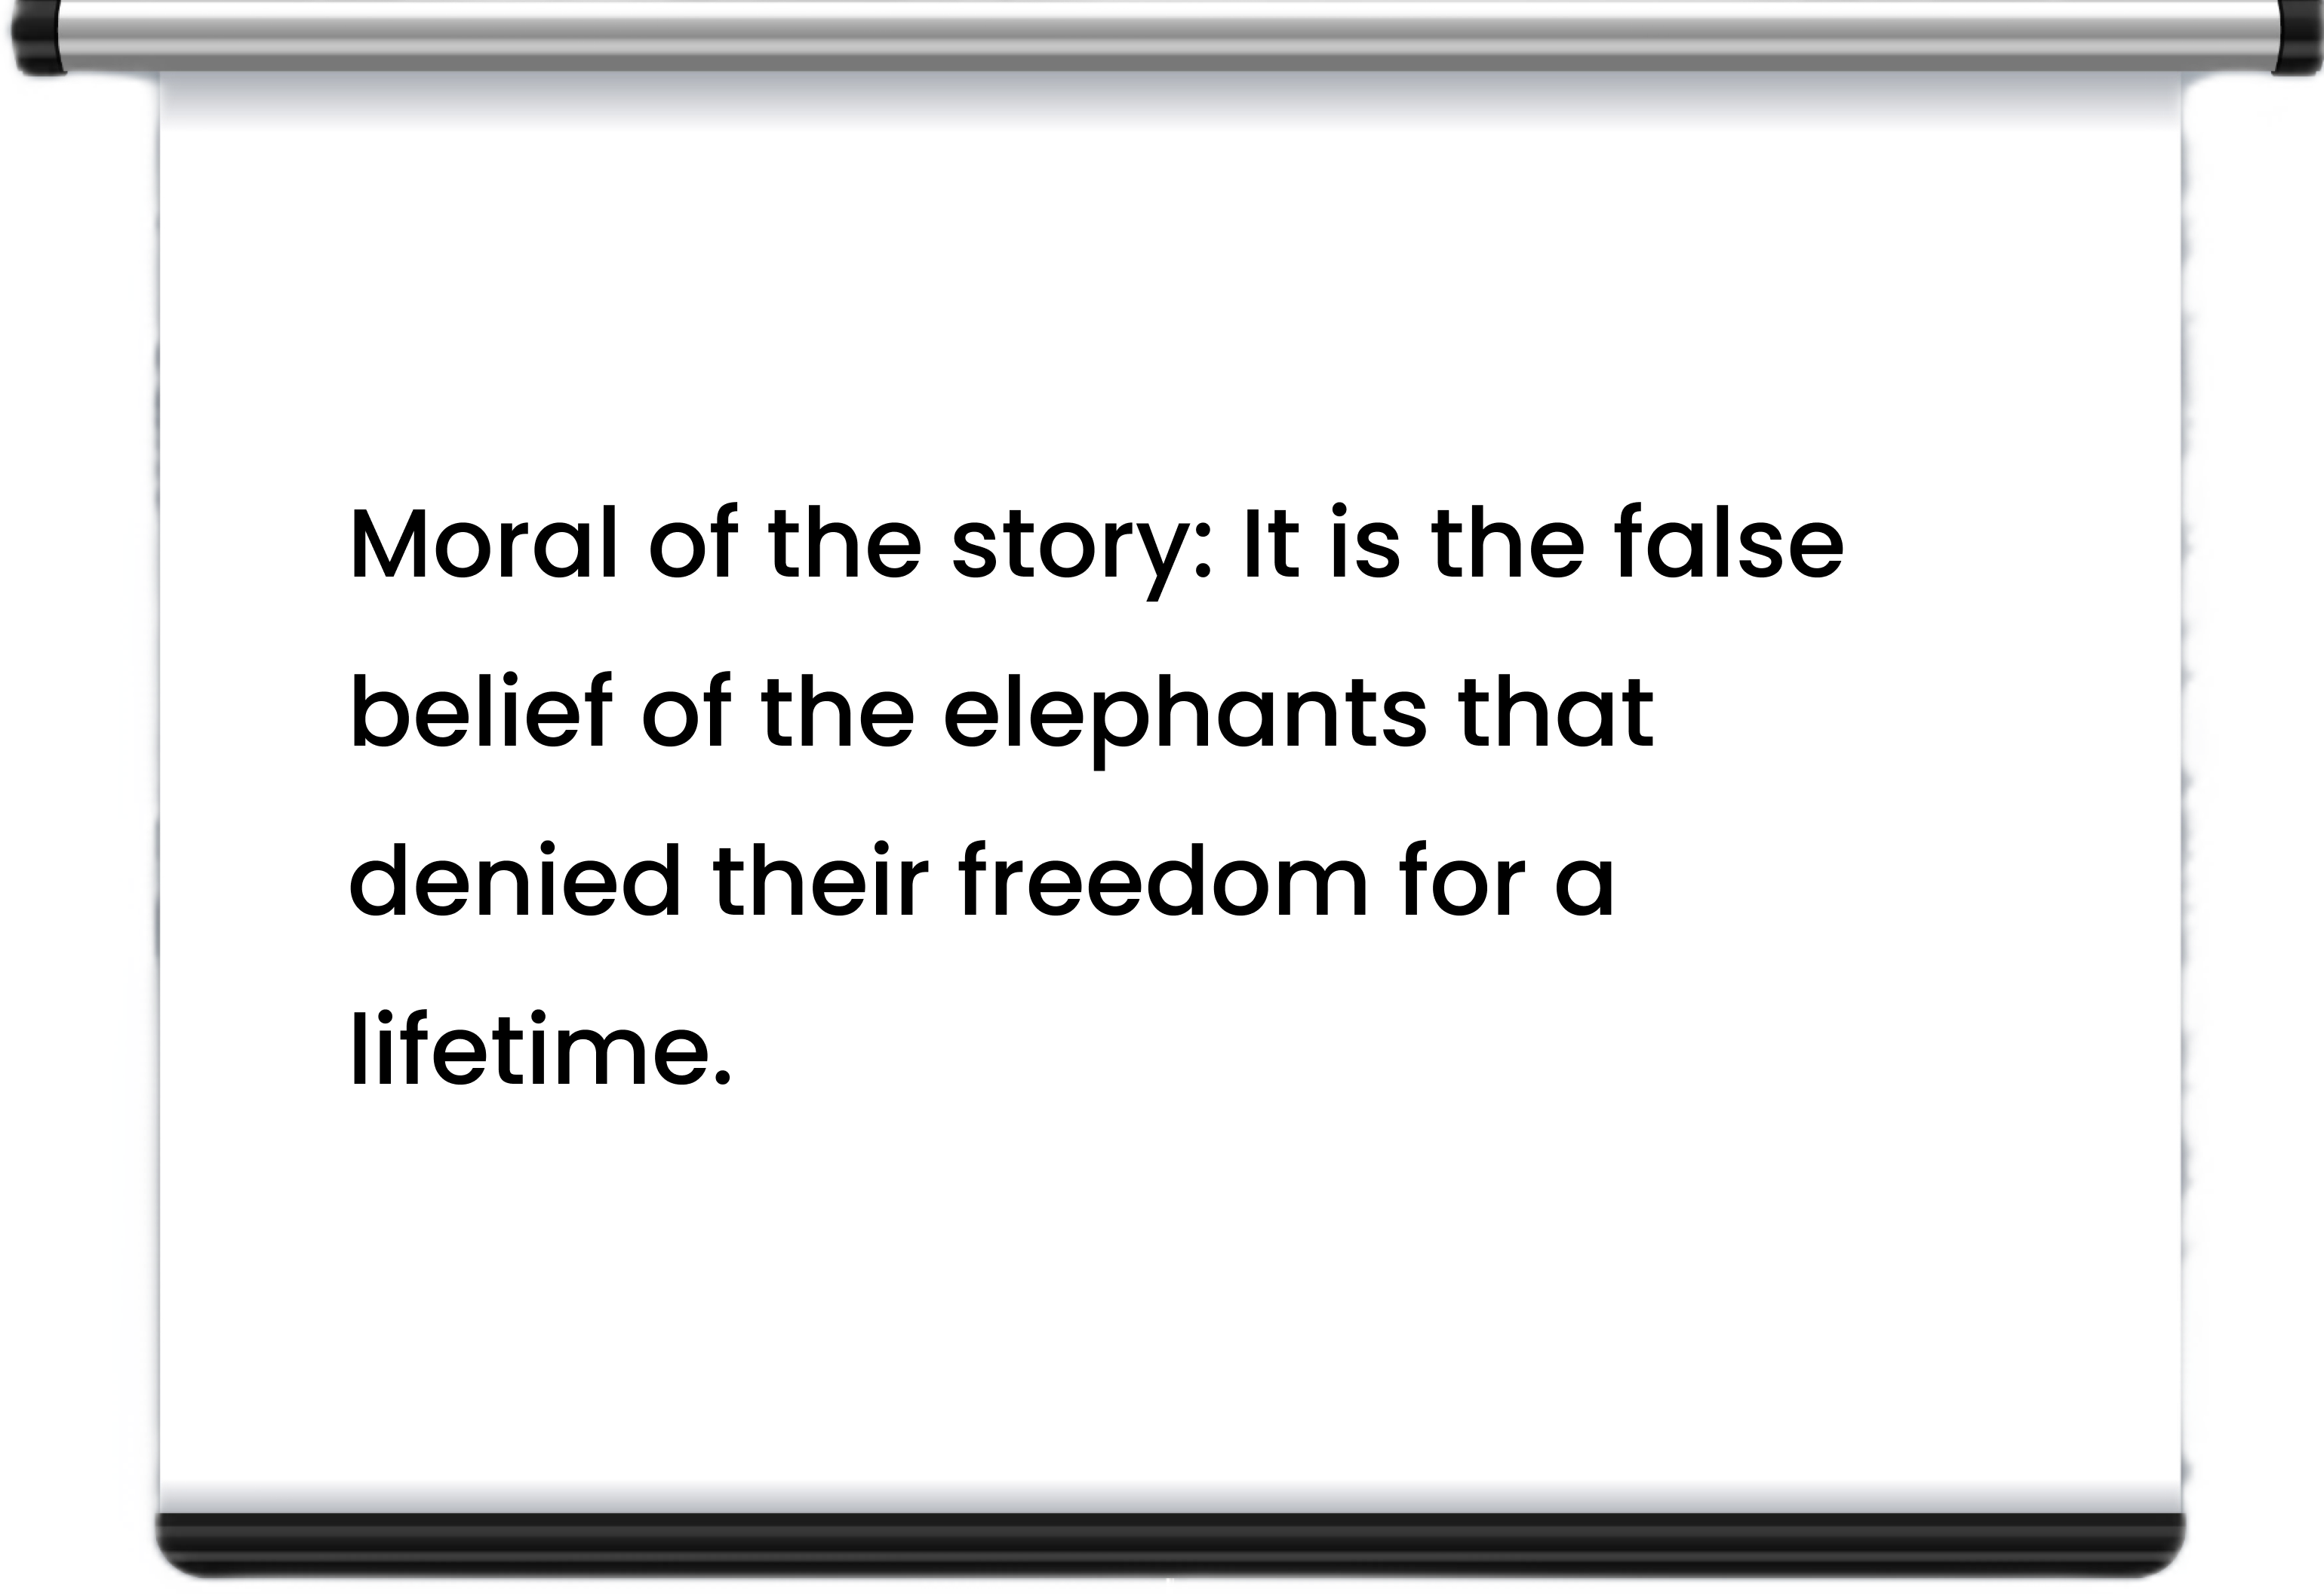 Moral of the story: It is the false
belief of the elephants that
denied their freedom for a
lifetime.